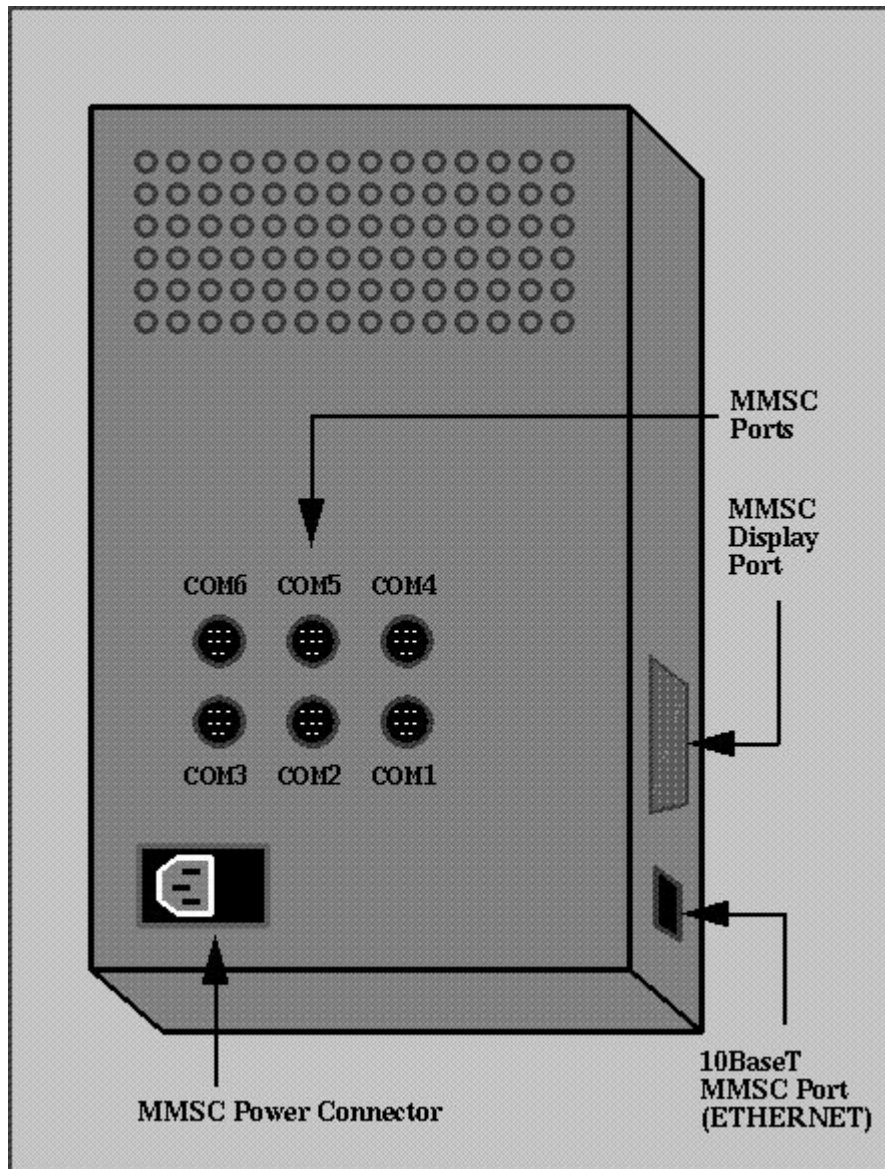 MMSC
Ports
MMSC
Display
Port
COM6 COM5 COM4
COM3 COM2 COM1
10BaseT
MMSC Port
(ETHERNET)
MMSC Power Connector